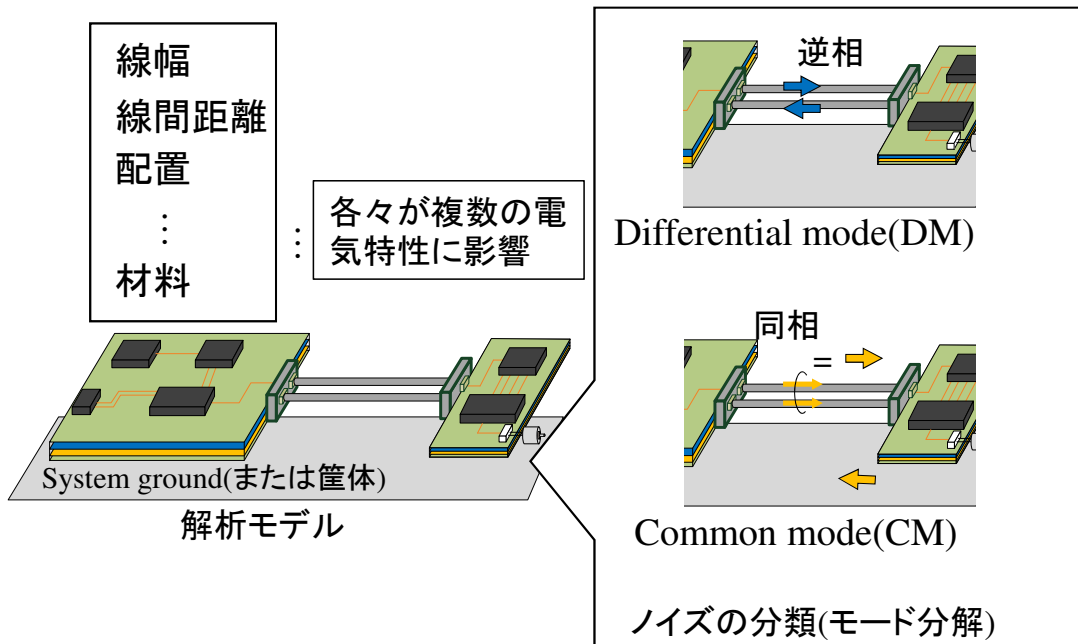 線幅
線間距離
配置
⋮
材料
⋮
各々が複数の電
気特性に影響
System ground(または筐体)
解析モデル
逆相
Differential mode(DM)
同相
=
Common mode(CM)
ノイズの分類(モード分解)